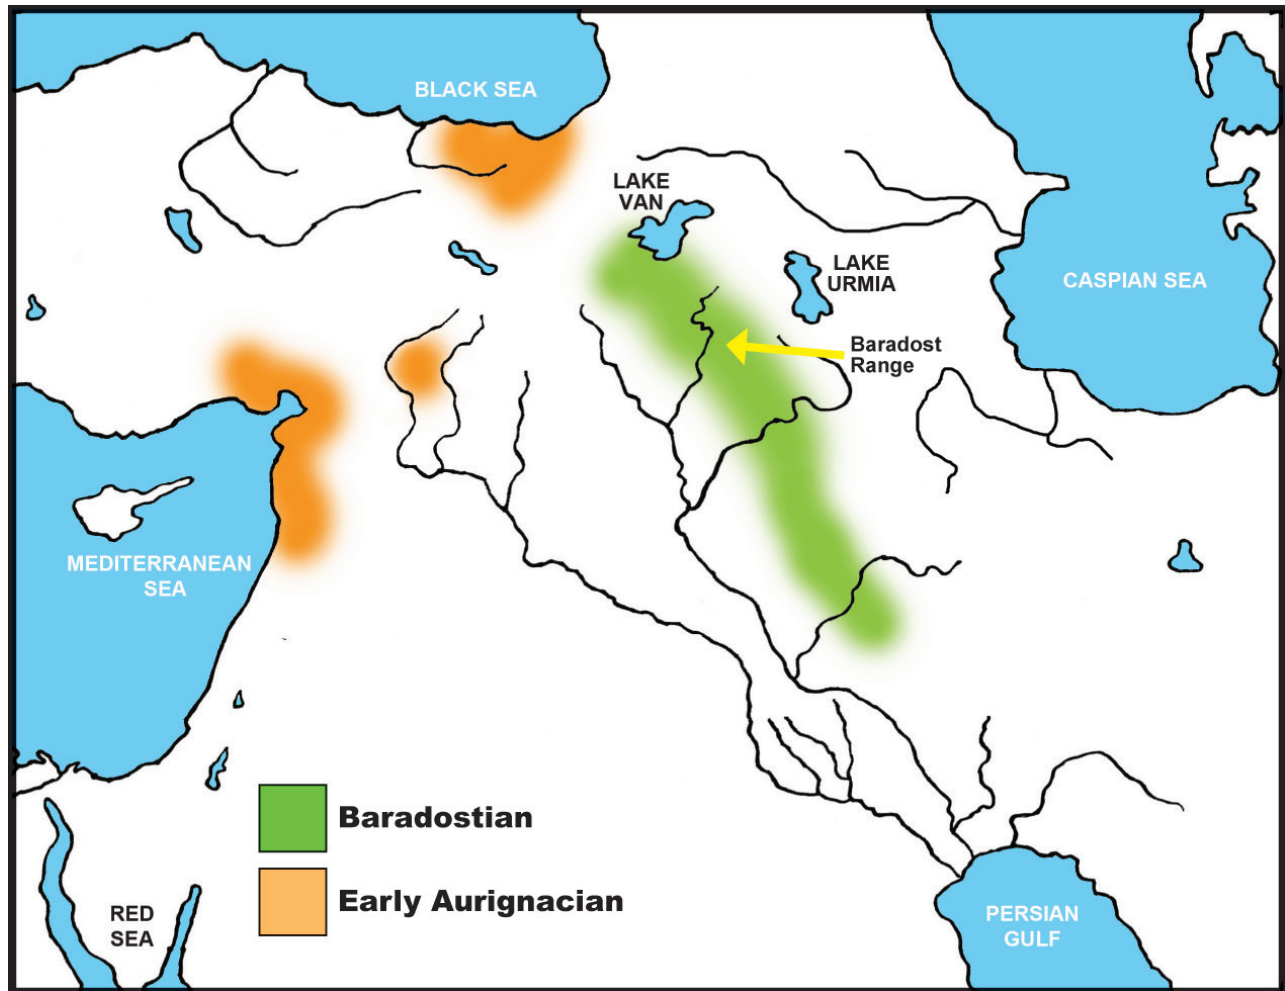 BLACK SEA
LAKE
VAN
LAKE
URMIA
CASPIAN SEA
Baradost
Range
MEDITERRANEAN
SEA
Baradostian
Early Aurignacian
RED
SEA
PERSIAN
GULF